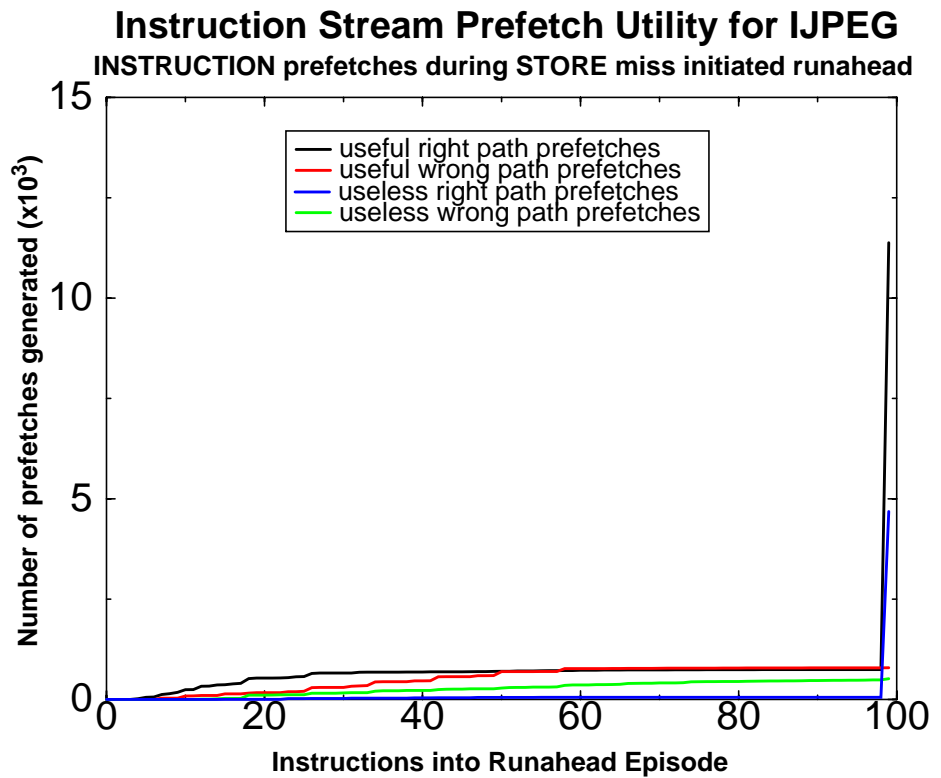 Instruction Stream Prefetch Utility for IJPEG
INSTRUCTION prefetches during STORE miss initiated runahead
15
10
5
0
Number of prefetches generated (x10³)
useful right path prefetches
useful wrong path prefetches
useless right path prefetches
useless wrong path prefetches
0 20 40 60 80 100
Instructions into Runahead Episode